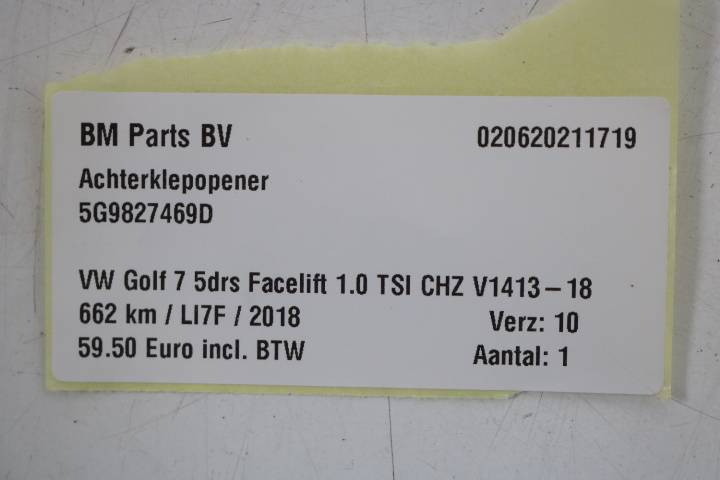 BM Parts BV 020620211719
Achterklepopener
5G9827469D
VW Golf 7 5drs Facelift 1.0 TSI CHZ V1413-18
662 km / LI7F / 2018 Verz: 10
59.50 Euro incl. BTW Aantal: 1